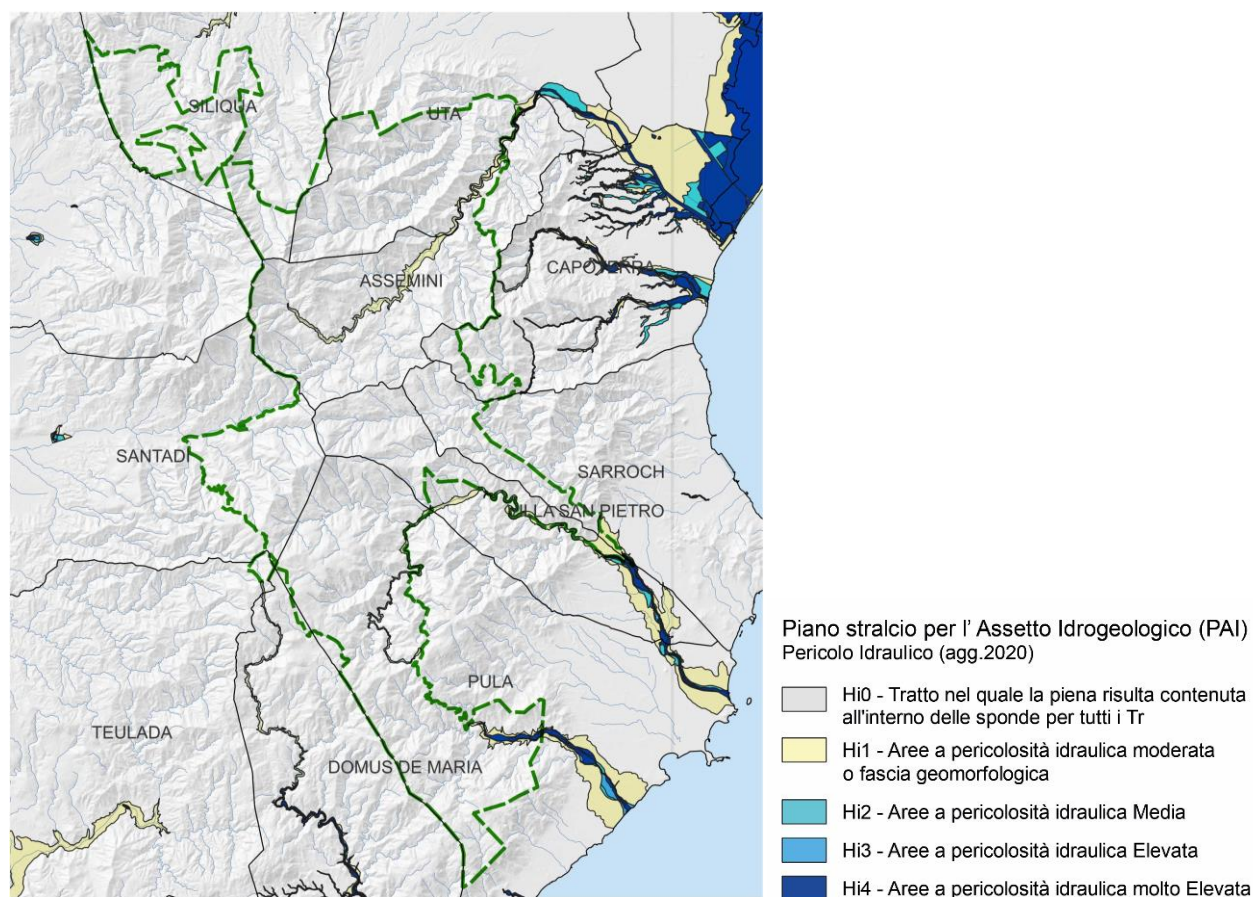 SILIQUA
UTA
ASSEMINI
CAPOTERRA
SANTADI
SARROCH
VILLA SAN PIETRO
PULA
TEULADA
DOMUS DE MARIA
Piano stralcio per l' Assetto Idrogeologico (PAI)
Pericolo Idraulico (agg.2020)
Hi0 - Tratto nel quale la piena risulta contenuta
all'interno delle sponde per tutti i Tr
Hi1 - Aree a pericolosità idraulica moderata
o fascia geomorfologica
Hi2 - Aree a pericolosità idraulica Media
Hi3 - Aree a pericolosità idraulica Elevata
Hi4 - Aree a pericolosità idraulica molto Elevata